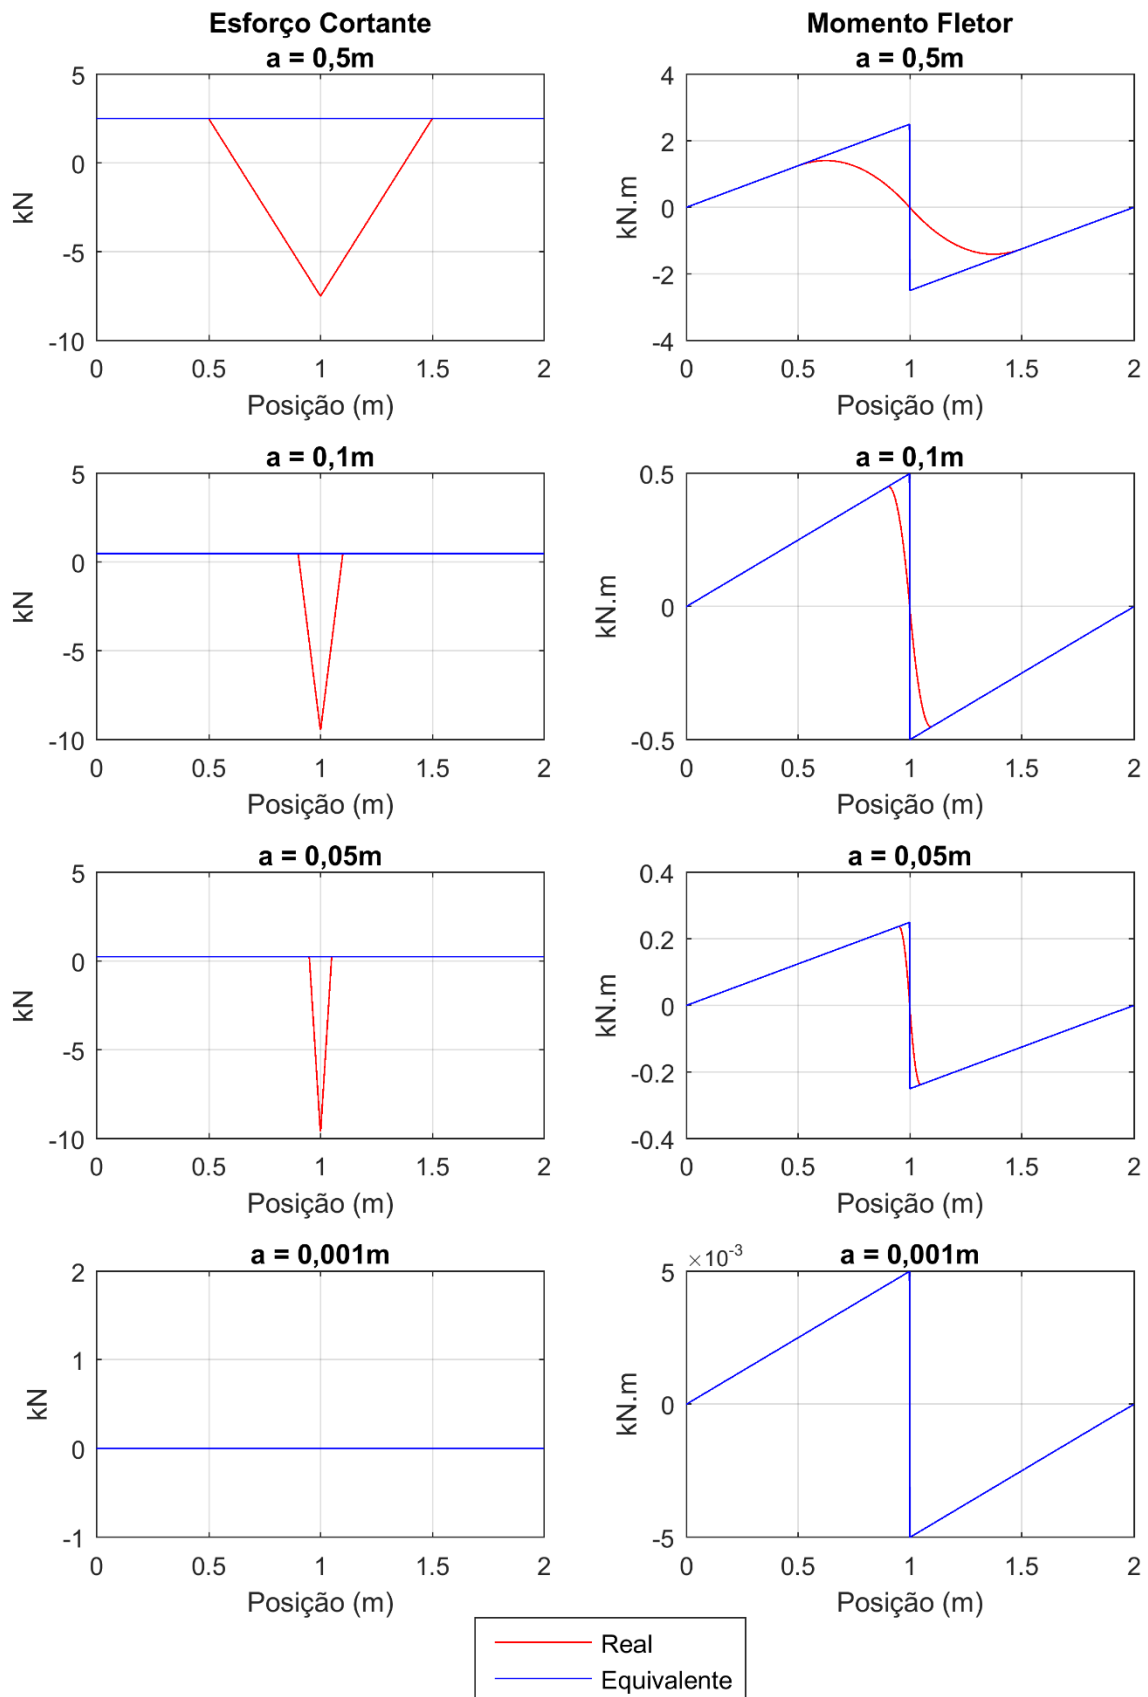 Esforço Cortante
a = 0,5m
5
0
-5
-10
kN
0
0.5
1
1.5
2
Posição (m)
Momento Fletor
a = 0,5m
4
2
0
-2
-4
kN.m
0
0.5
1
1.5
2
Posição (m)
a = 0,1m
5
0
-5
-10
kN
0
0.5
1
1.5
2
Posição (m)
a = 0,1m
0.5
0
-0.5
kN.m
0
0.5
1
1.5
2
Posição (m)
a = 0,05m
5
0
-5
-10
kN
0
0.5
1
1.5
2
Posição (m)
a = 0,05m
0.4
0.2
0
-0.2
-0.4
kN.m
0
0.5
1
1.5
2
Posição (m)
a = 0,001m
2
1
0
-1
kN
0
0.5
1
1.5
2
Posição (m)
×10⁻³
a = 0,001m
5
0
-5
kN.m
0
0.5
1
1.5
2
Posição (m)
Real
Equivalente